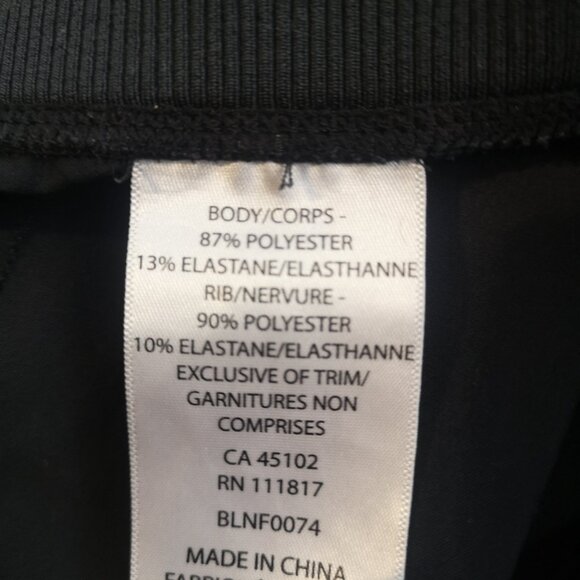 BODY/CORPS -
87% POLYESTER
13% ELASTANE/ELASTHANNE
RIB/NERVURE -
90% POLYESTER
10% ELASTANE/ELASTHANNE
EXCLUSIVE OF TRIM/
GARNITURES NON
COMPRISES
CA 45102
RN 111817
BLNF0074
MADE IN CHINA